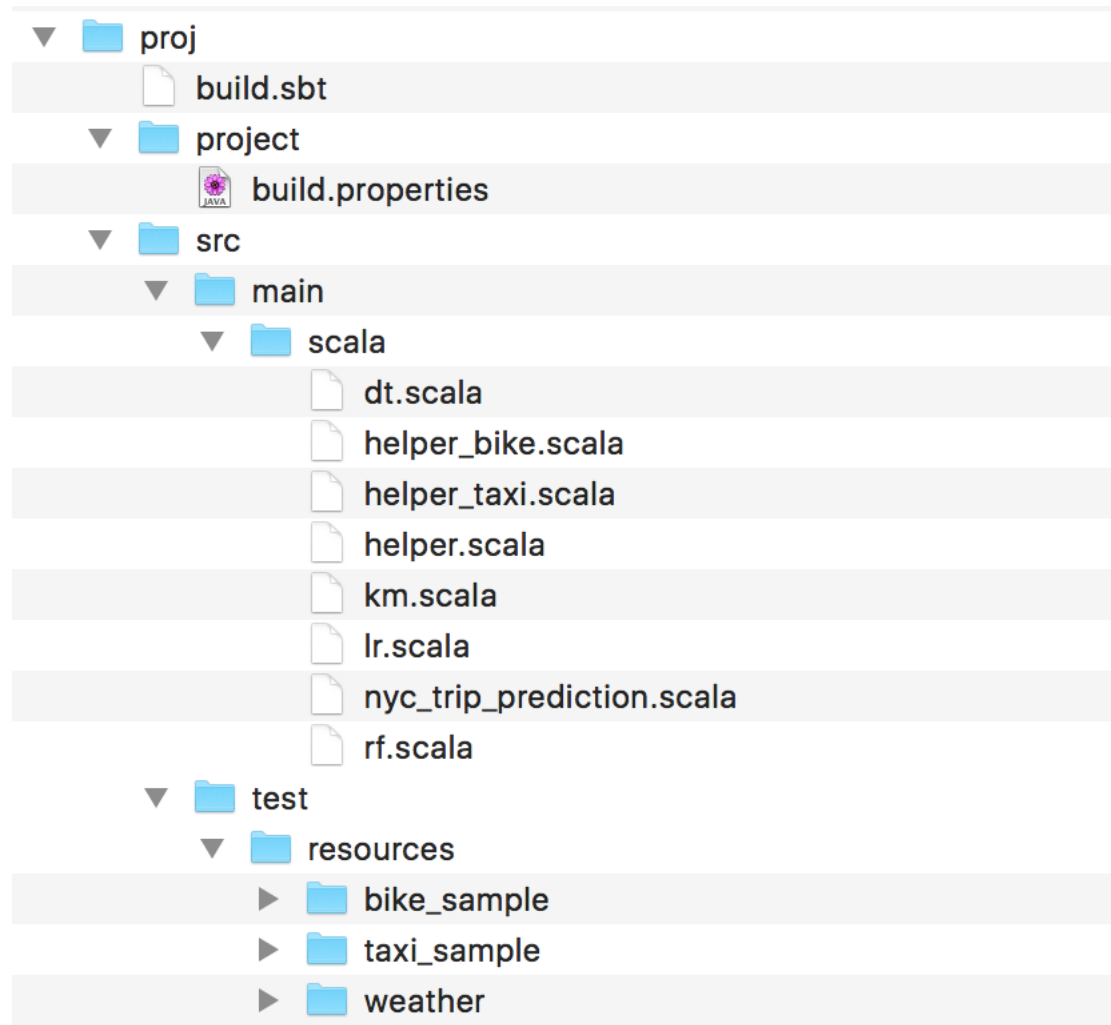 proj
build.sbt
project
JAVA build.properties
src
main
scala
dt.scala
helper_bike.scala
helper_taxi.scala
helper.scala
km.scala
lr.scala
nyc_trip_prediction.scala
rf.scala
test
resources
bike_sample
taxi_sample
weather